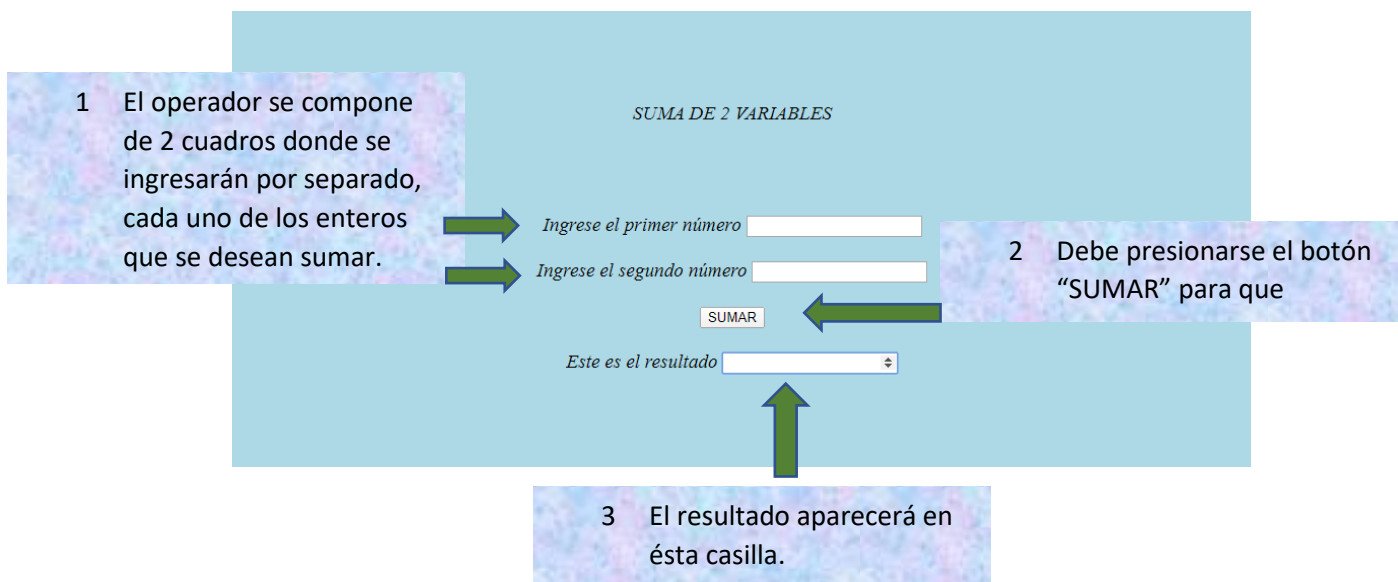 SUMA DE 2 VARIABLES
1 El operador se compone
de 2 cuadros donde se
ingresarán por separado,
cada uno de los enteros
que se desean sumar.
Ingrese el primer número
Ingrese el segundo número
2 Debe presionarse el botón
“SUMAR” para que
SUMAR
Este es el resultado
3 El resultado aparecerá en
ésta casilla.